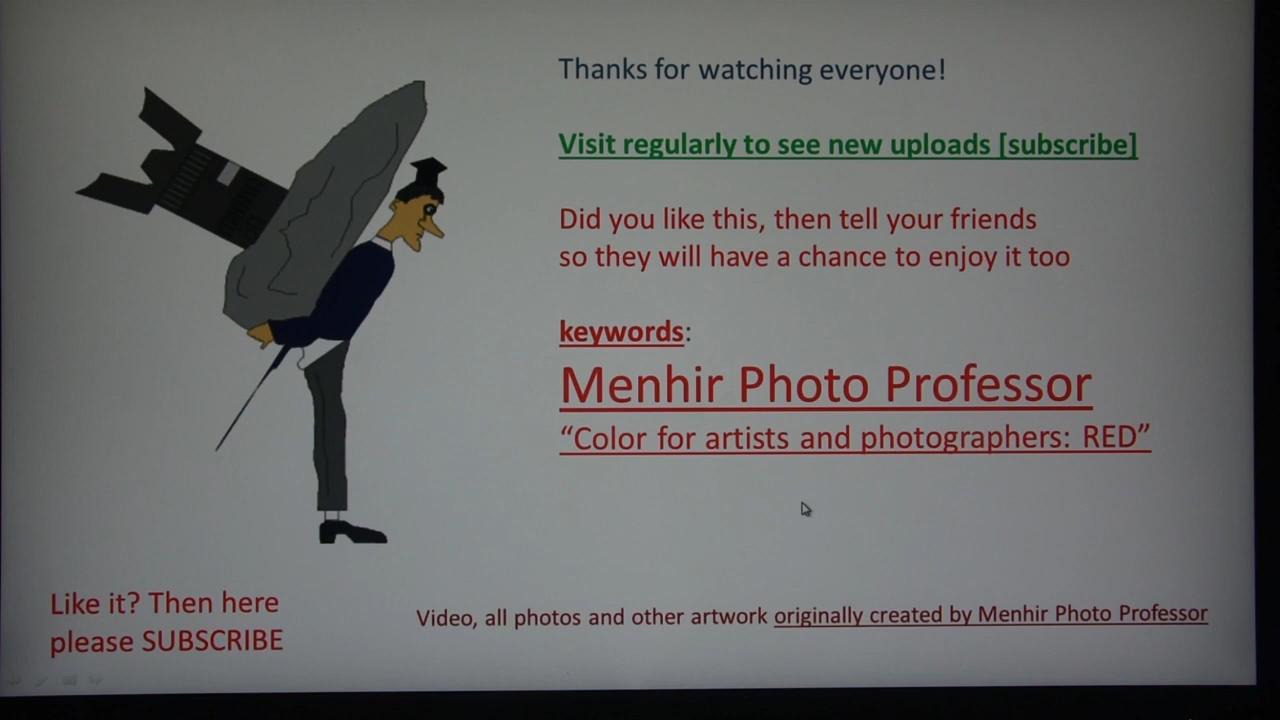 Thanks for watching everyone!
Visit regularly to see new uploads [subscribe]
Did you like this, then tell your friends
so they will have a chance to enjoy it too
keywords:
Menhir Photo Professor
“Color for artists and photographers: RED”
Like it? Then here
please SUBSCRIBE
Video, all photos and other artwork originally created by Menhir Photo Professor